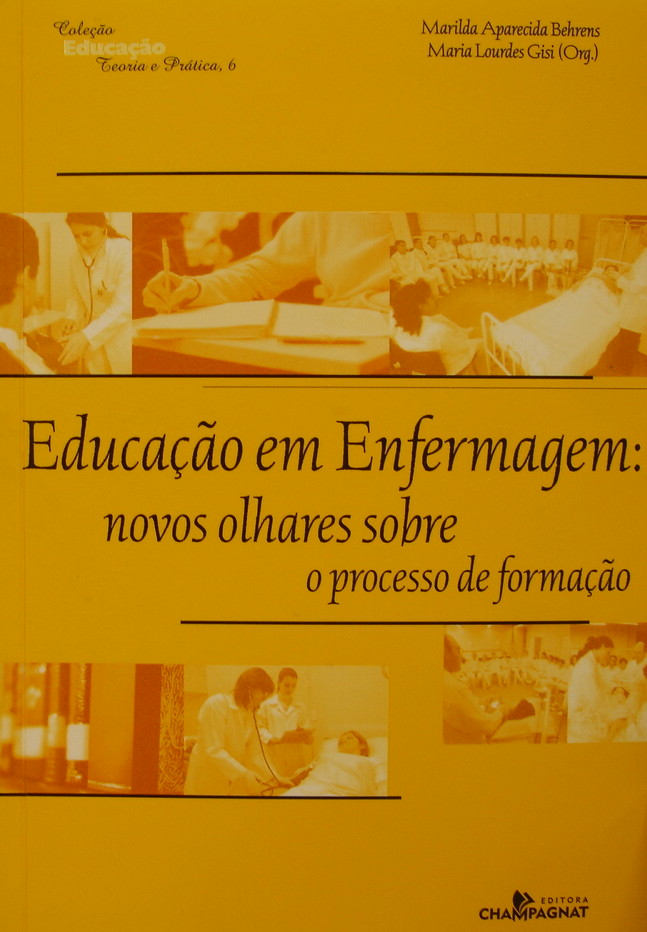 Coleção
Educação
Teoria e Prática, 6
Marilda Aparecida Behrens
Maria Lourdes Gisi (Org.)
Educação em Enfermagem:
novos olhares sobre
o processo de formação
EDITORA
CHAMPAGNAT